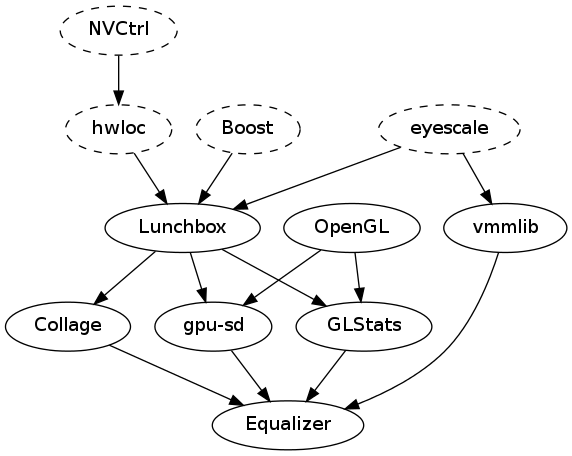 NVCtrl
hwloc
Boost
eyescale
Lunchbox
OpenGL
vmmlib
Collage
gpu-sd
GLStats
Equalizer